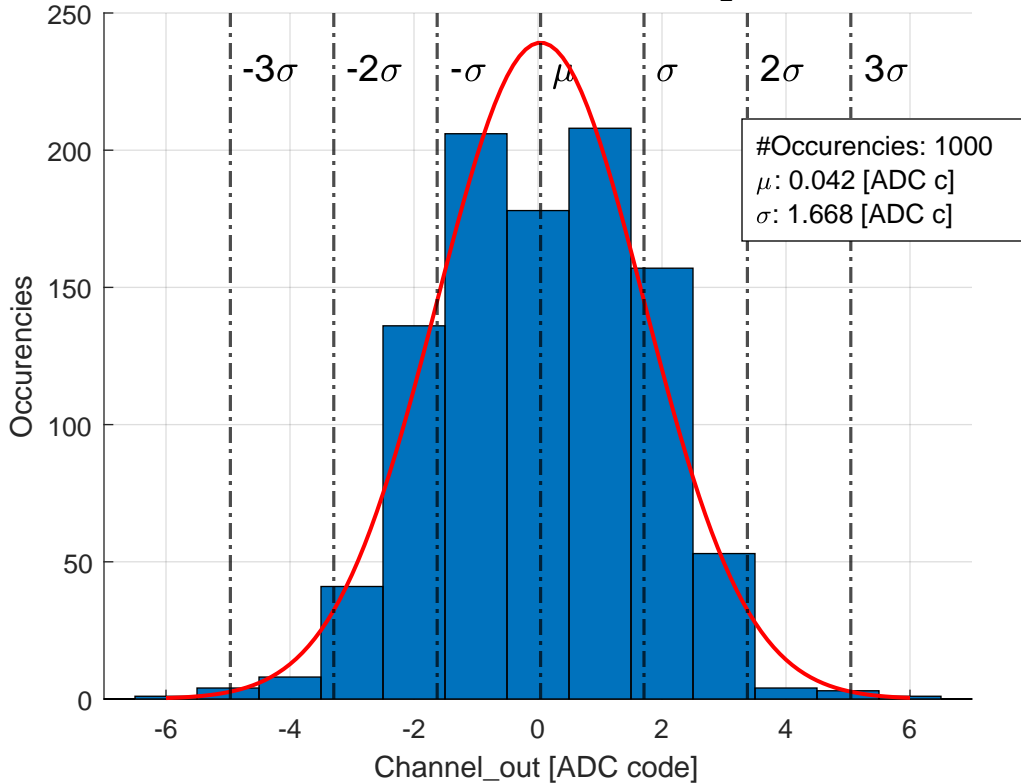 250
200
150
100
50
0
-3σ -2σ -σ μ σ 2σ 3σ
#Occurencies: 1000
μ: 0.042 [ADC c]
σ: 1.668 [ADC c]
Occurencies
-6 -4 -2 0 2 4 6
Channel_out [ADC code]